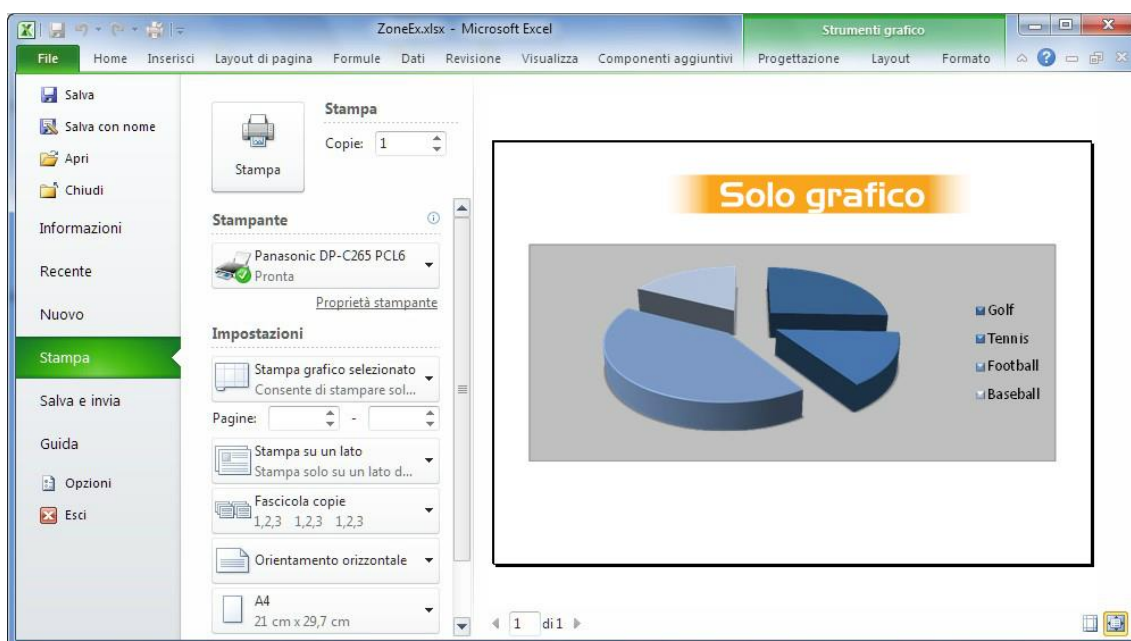 ZoneEx.xlsx - Microsoft Excel
Strumenti grafico
File Home Inserisci Layout di pagina Formule Dati Revisione Visualizza Componenti aggiuntivi Progettazione Layout Formato
Salva
Salva con nome
Apri
Chiudi
Informazioni
Recente
Nuovo
Stampa
Salva e invia
Guida
Opzioni
Esci
Stampa
Stampa
Copie: 1
Stampante
Panasonic DP-C265 PCL6
Pronta
Proprietà stampante
Impostazioni
Stampa grafico selezionato
Consente di stampare sol...
Pagine: -
Stampa su un lato
Stampa solo su un lato d...
Fascicola copie
1,2,3 1,2,3 1,2,3
Orientamento orizzontale
A4
21 cm x 29,7 cm
Solo grafico
Golf
Tennis
Football
Baseball
1 di 1